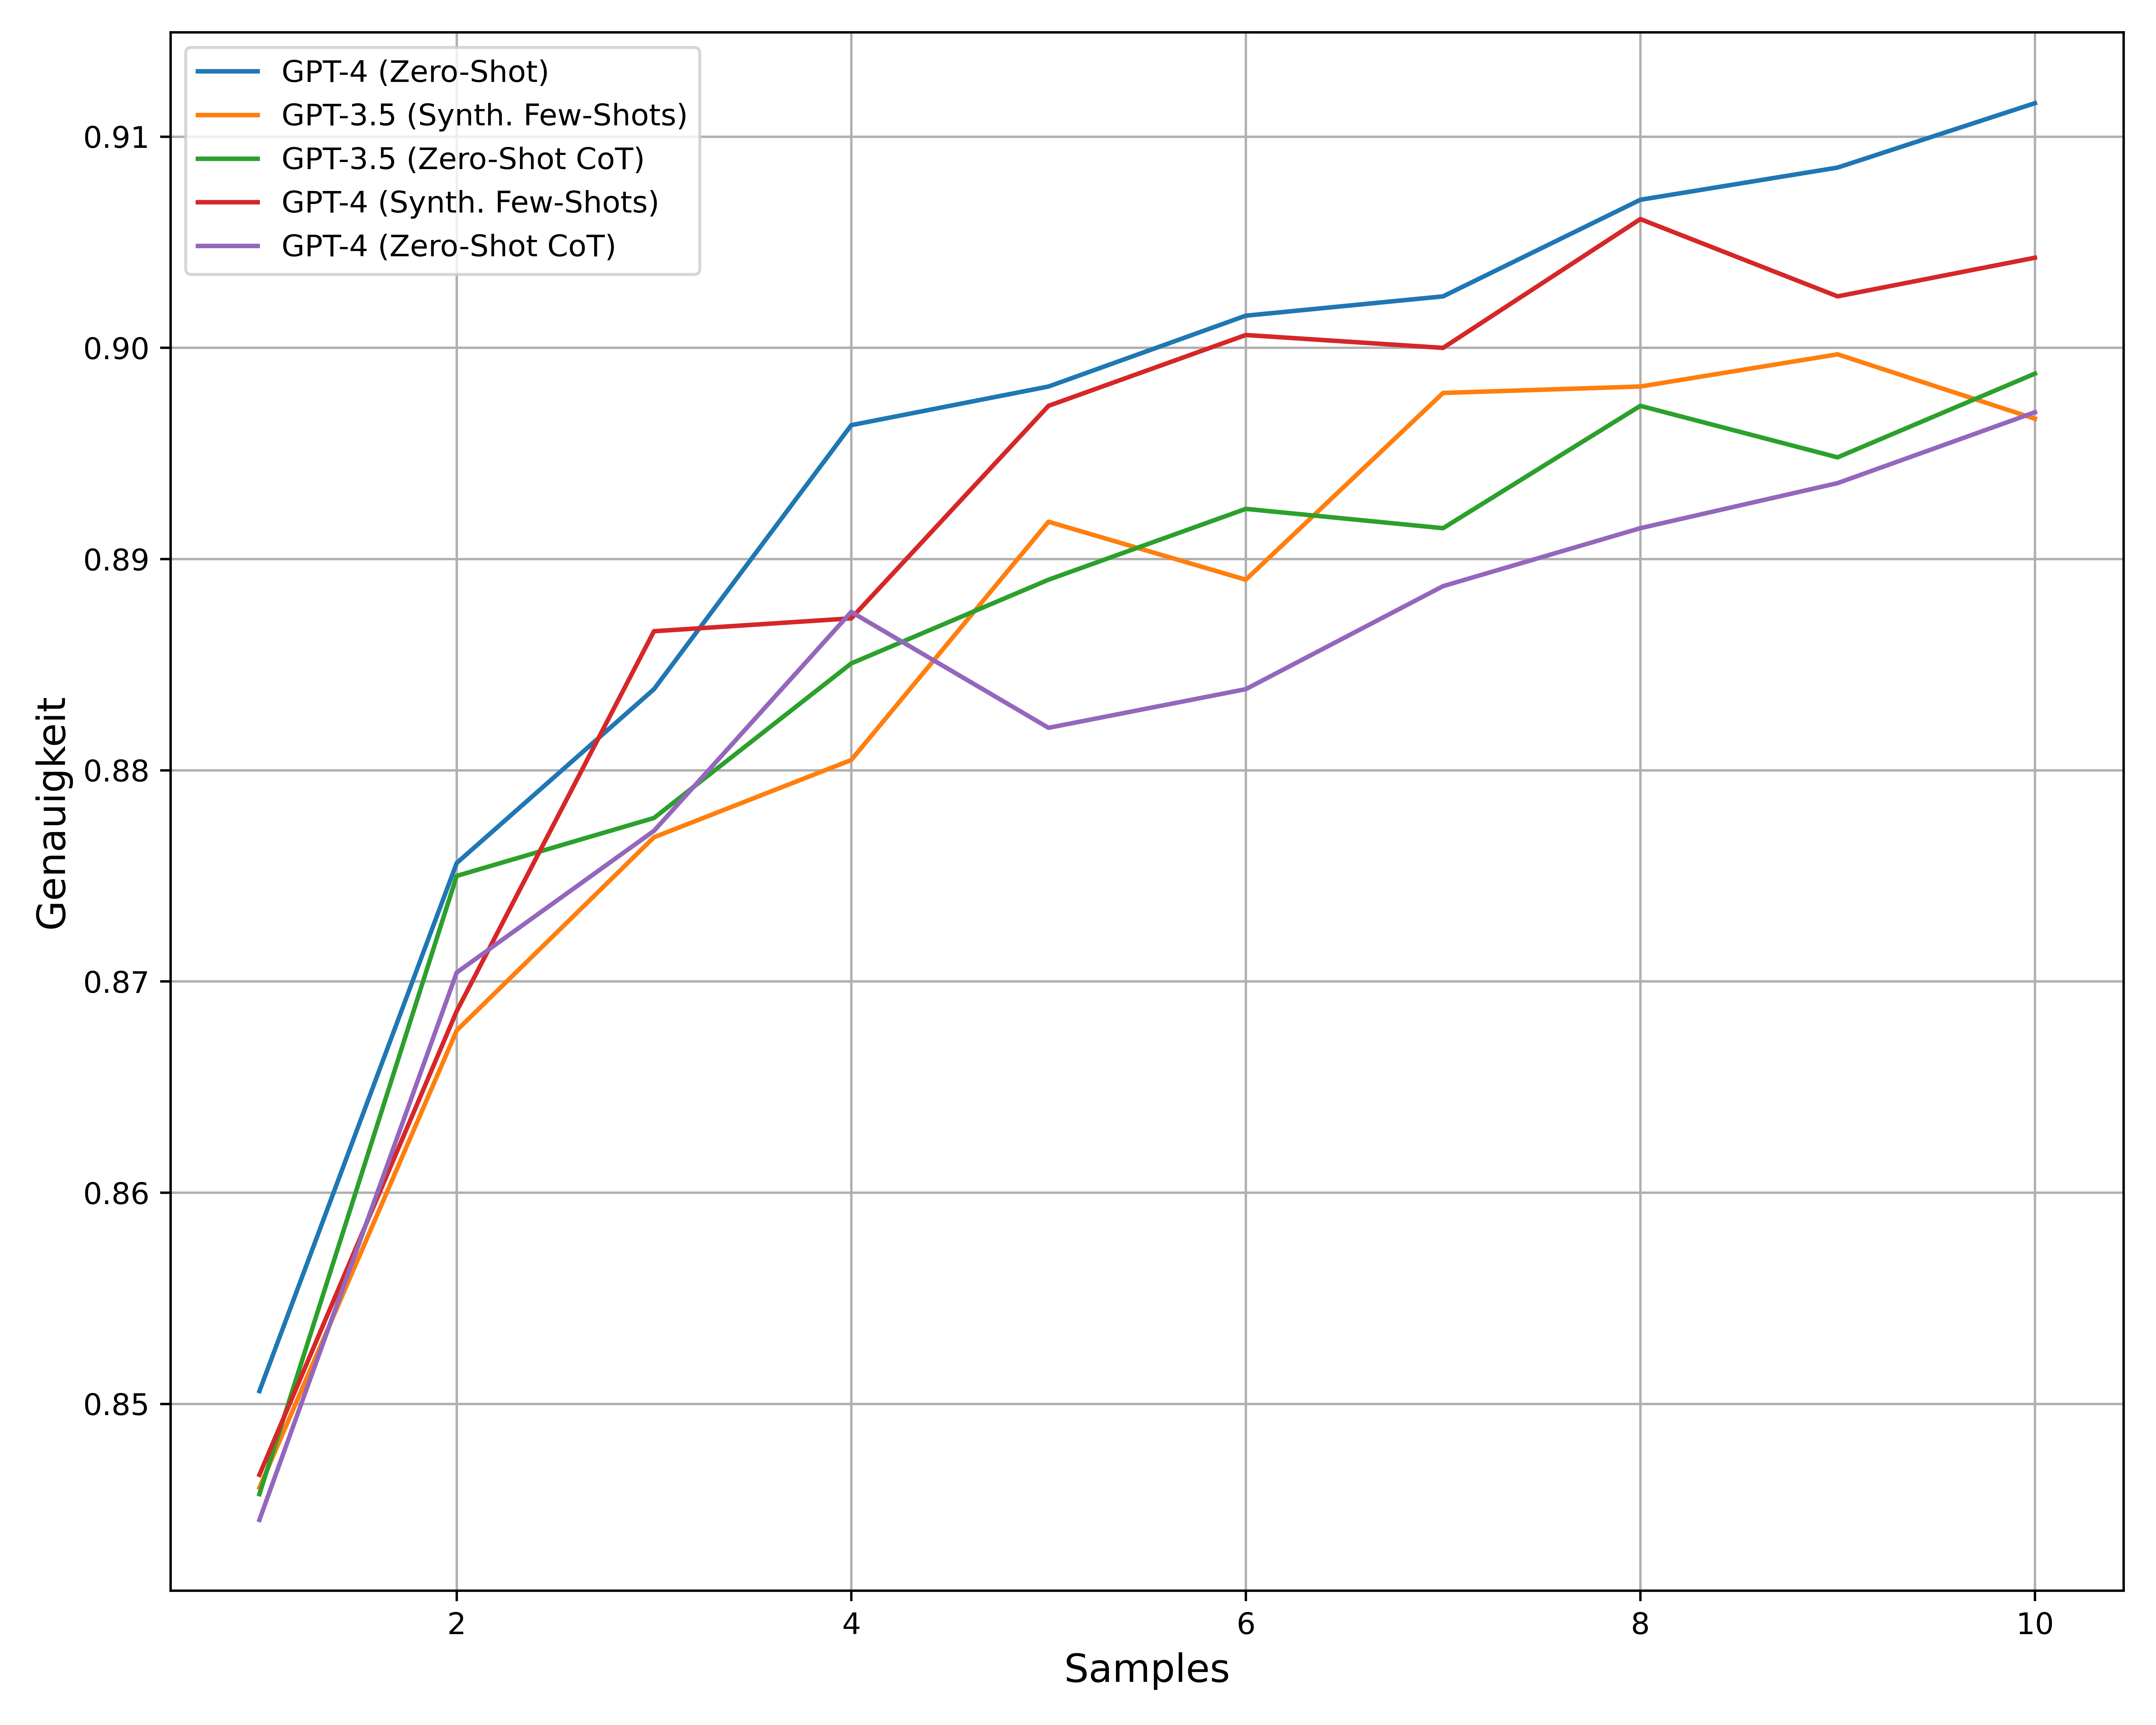 GPT-4 (Zero-Shot)
GPT-3.5 (Synth. Few-Shots)
GPT-3.5 (Zero-Shot CoT)
GPT-4 (Synth. Few-Shots)
GPT-4 (Zero-Shot CoT)
0.91
0.90
0.89
0.88
0.87
0.86
0.85
Genauigkeit
2
4
6
8
10
Samples